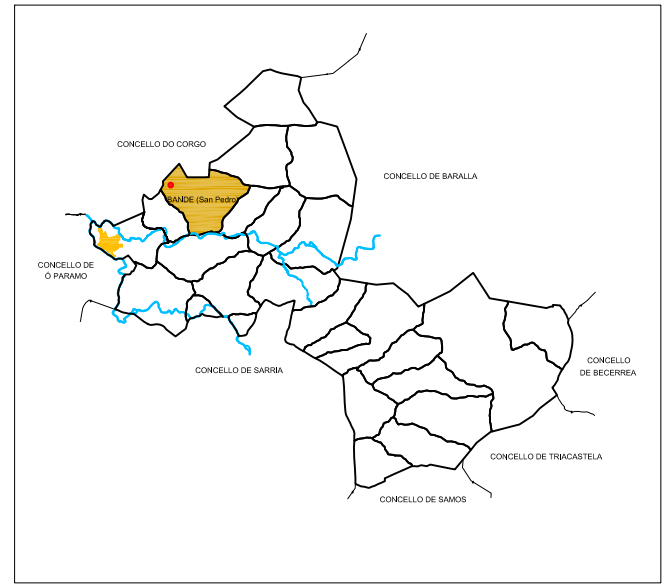 CONCELLO DO CORGO
CONCELLO DE BARALLA
BANDE (San Pedro)
CONCELLO DE
Ó PARAMO
CONCELLO DE SARRIA
CONCELLO
DE BECERREA
CONCELLO DE TRIACASTELA
CONCELLO DE SAMOS